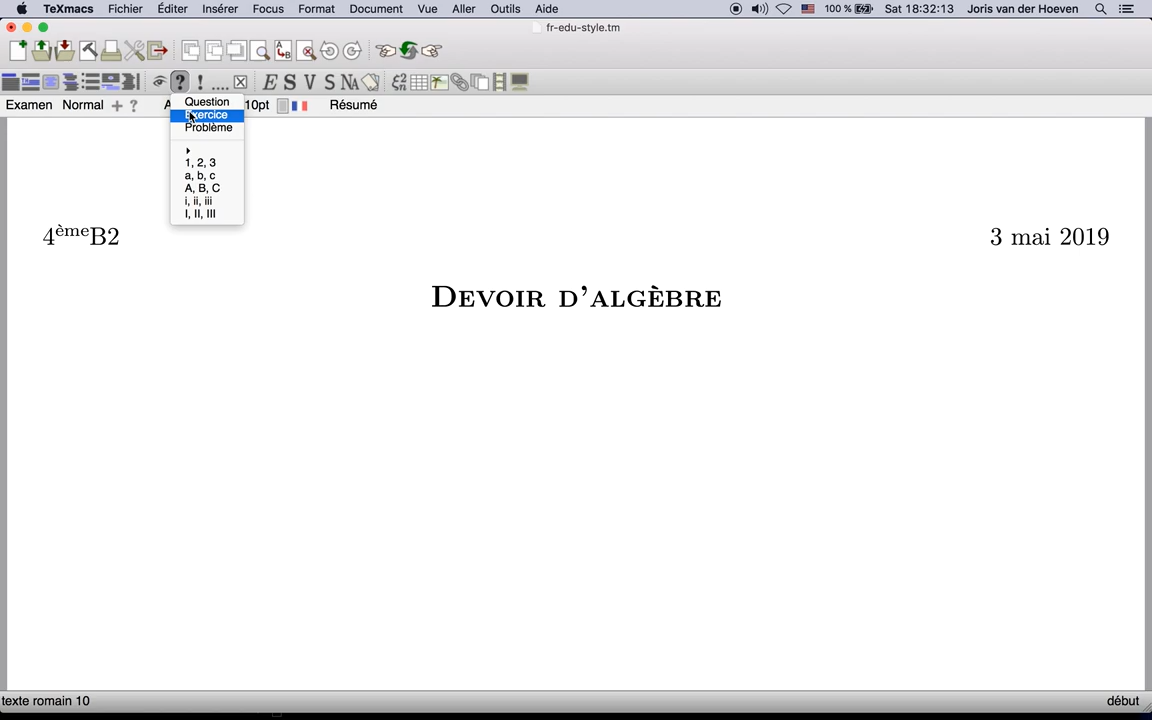 TeXmacs Fichier Éditer Insérer Focus Format Document Vue Aller Outils Aide 100 % Sat 18:32:13 Joris van der Hoeven
fr-edu-style.tm
Examen Normal 10pt Résumé
Question
Exercice
Problème
1, 2, 3
a, b, c
A, B, C
i, ii, iii
I, II, III
4èmeB2 3 mai 2019
Devoir d'algèbre
texte romain 10 début